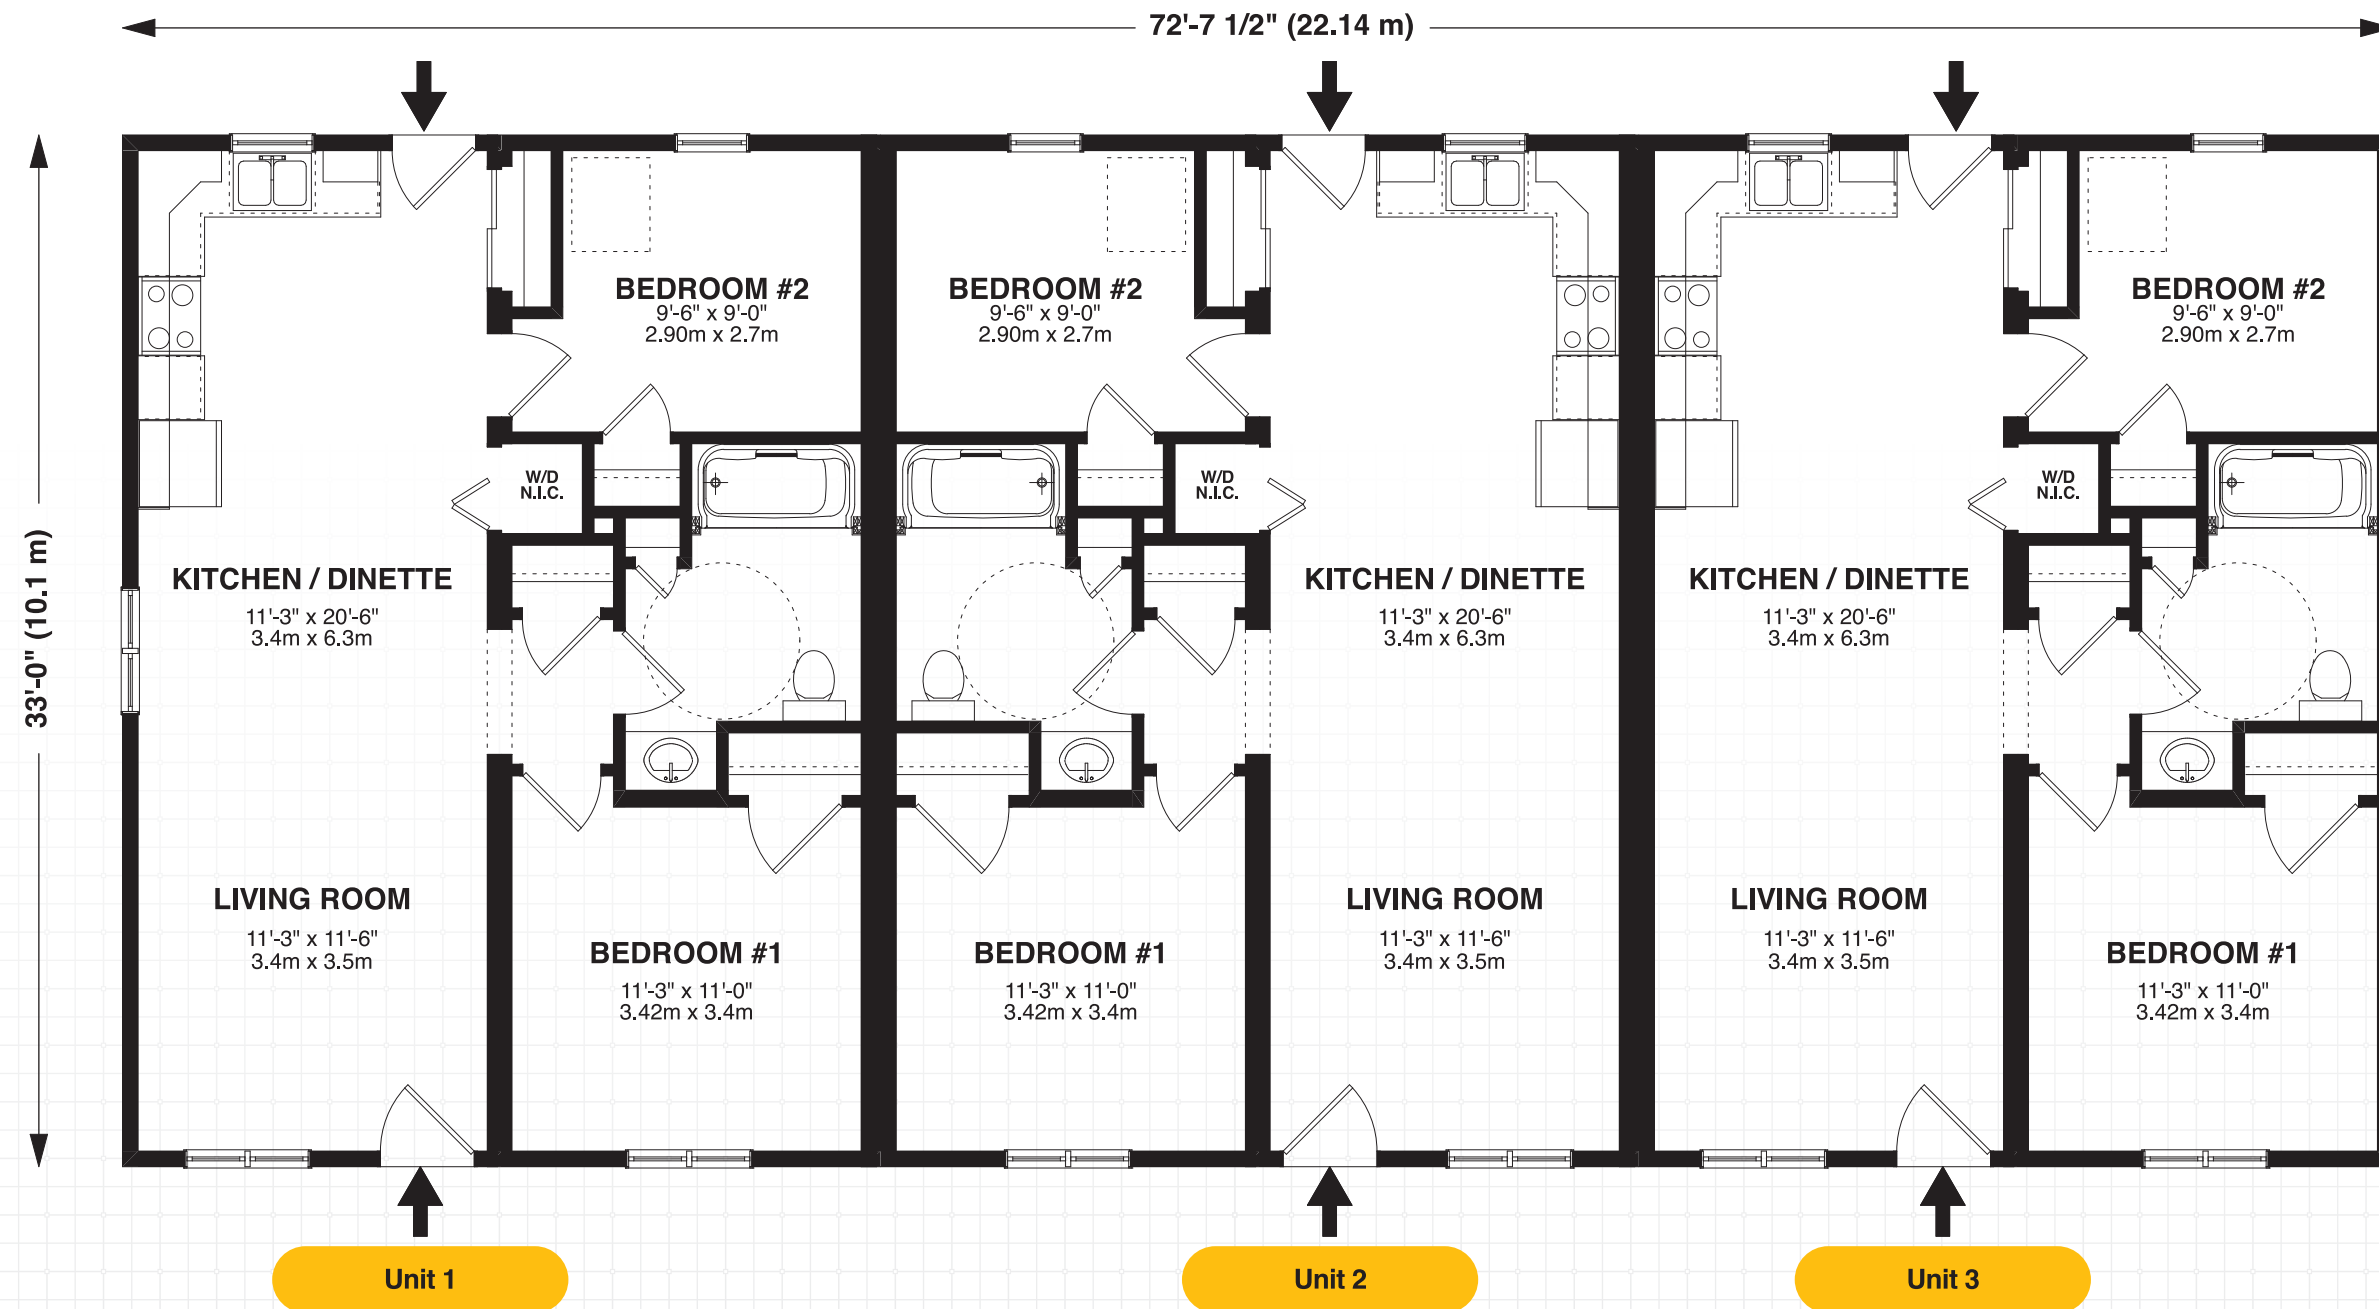 72'-7 1/2" (22.14 m)
33'-0" (10.1 m)
BEDROOM #2
9'-6" x 9'-0"
2.90m x 2.7m
BEDROOM #2
9'-6" x 9'-0"
2.90m x 2.7m
BEDROOM #2
9'-6" x 9'-0"
2.90m x 2.7m
W/D
N.I.C.
W/D
N.I.C.
W/D
N.I.C.
KITCHEN / DINETTE
11'-3" x 20'-6"
3.4m x 6.3m
KITCHEN / DINETTE
11'-3" x 20'-6"
3.4m x 6.3m
KITCHEN / DINETTE
11'-3" x 20'-6"
3.4m x 6.3m
LIVING ROOM
11'-3" x 11'-6"
3.4m x 3.5m
BEDROOM #1
11'-3" x 11'-0"
3.42m x 3.4m
BEDROOM #1
11'-3" x 11'-0"
3.42m x 3.4m
LIVING ROOM
11'-3" x 11'-6"
3.4m x 3.5m
LIVING ROOM
11'-3" x 11'-6"
3.4m x 3.5m
BEDROOM #1
11'-3" x 11'-0"
3.42m x 3.4m
Unit 1
Unit 2
Unit 3